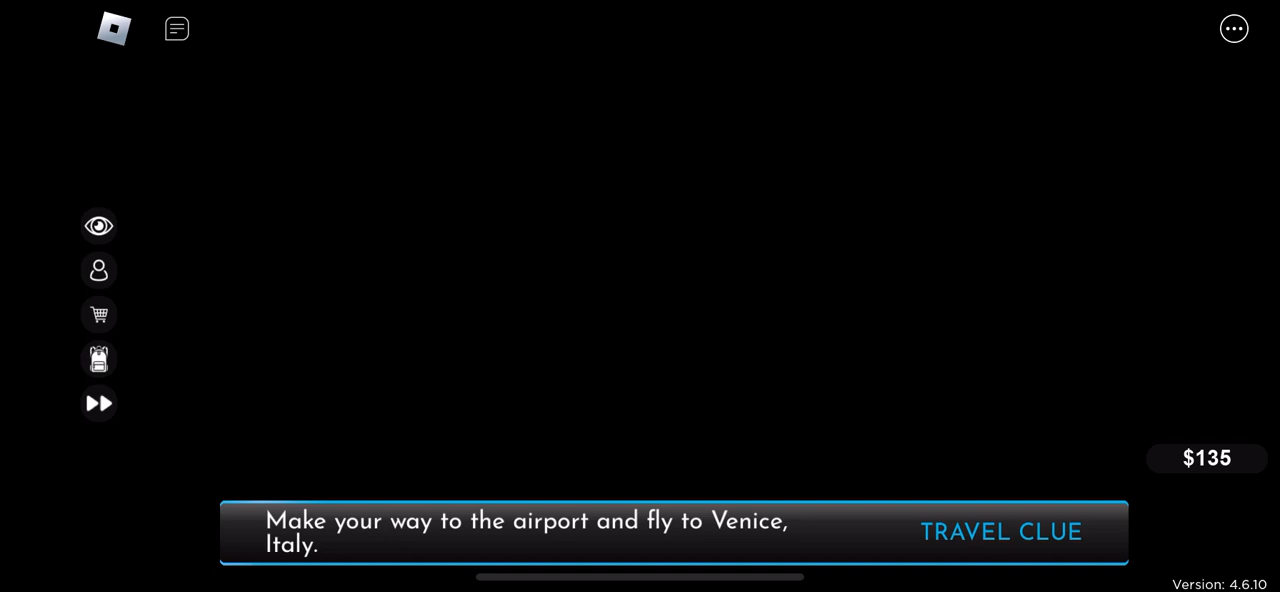 $135
Make your way to the airport and fly to Venice,
Italy.
TRAVEL CLUE
Version: 4.6.10